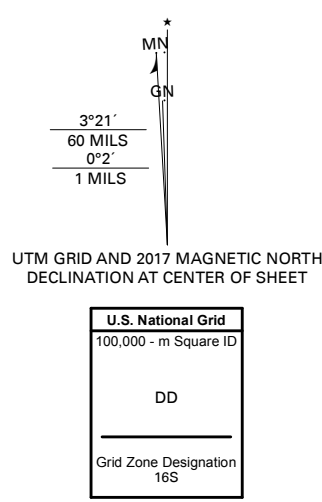 MN
GN
3°21´
60 MILS
0°2´
1 MILS
UTM GRID AND 2017 MAGNETIC NORTH
DECLINATION AT CENTER OF SHEET
U.S. National Grid
100,000 - m Square ID
DD
Grid Zone Designation
16S